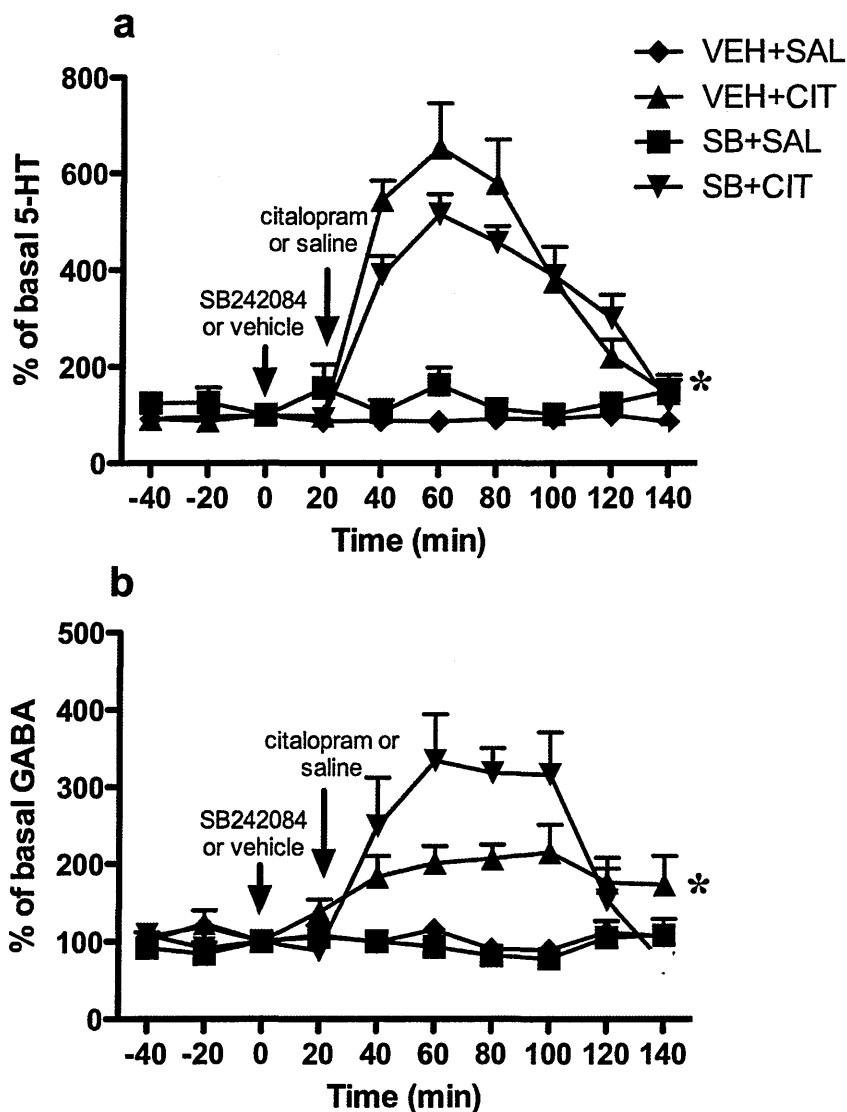 a
VEH+SAL
VEH+CIT
SB+SAL
SB+CIT
% of basal 5-HT
800
600
400
200
0
citalopram
or saline
SB242084
or vehicle
*
-40 -20 0 20 40 60 80 100 120 140
Time (min)
b
% of basal GABA
500
400
300
200
100
0
citalopram or
saline
SB242084
or vehicle
*
-40 -20 0 20 40 60 80 100 120 140
Time (min)